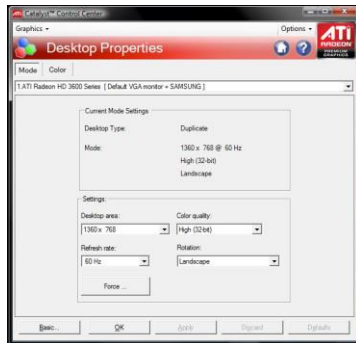 Catalyst™ Control Center
Graphics
Options
ATI
RADEON
PREMIUM
GRAPHICS
Desktop Properties
Mode
Color
1.ATI Radeon HD 3600 Series [ Default VGA monitor + SAMSUNG ]
Current Mode Settings
Desktop Type: Duplicate
Mode: 1360 x 768 @ 60 Hz
High (32-bit)
Landscape
Settings:
Desktop area: Color quality:
1360 x 768 High (32-bit)
Refresh rate: Rotation:
60 Hz Landscape
Force ...
Basic... OK Apply Discard Defaults